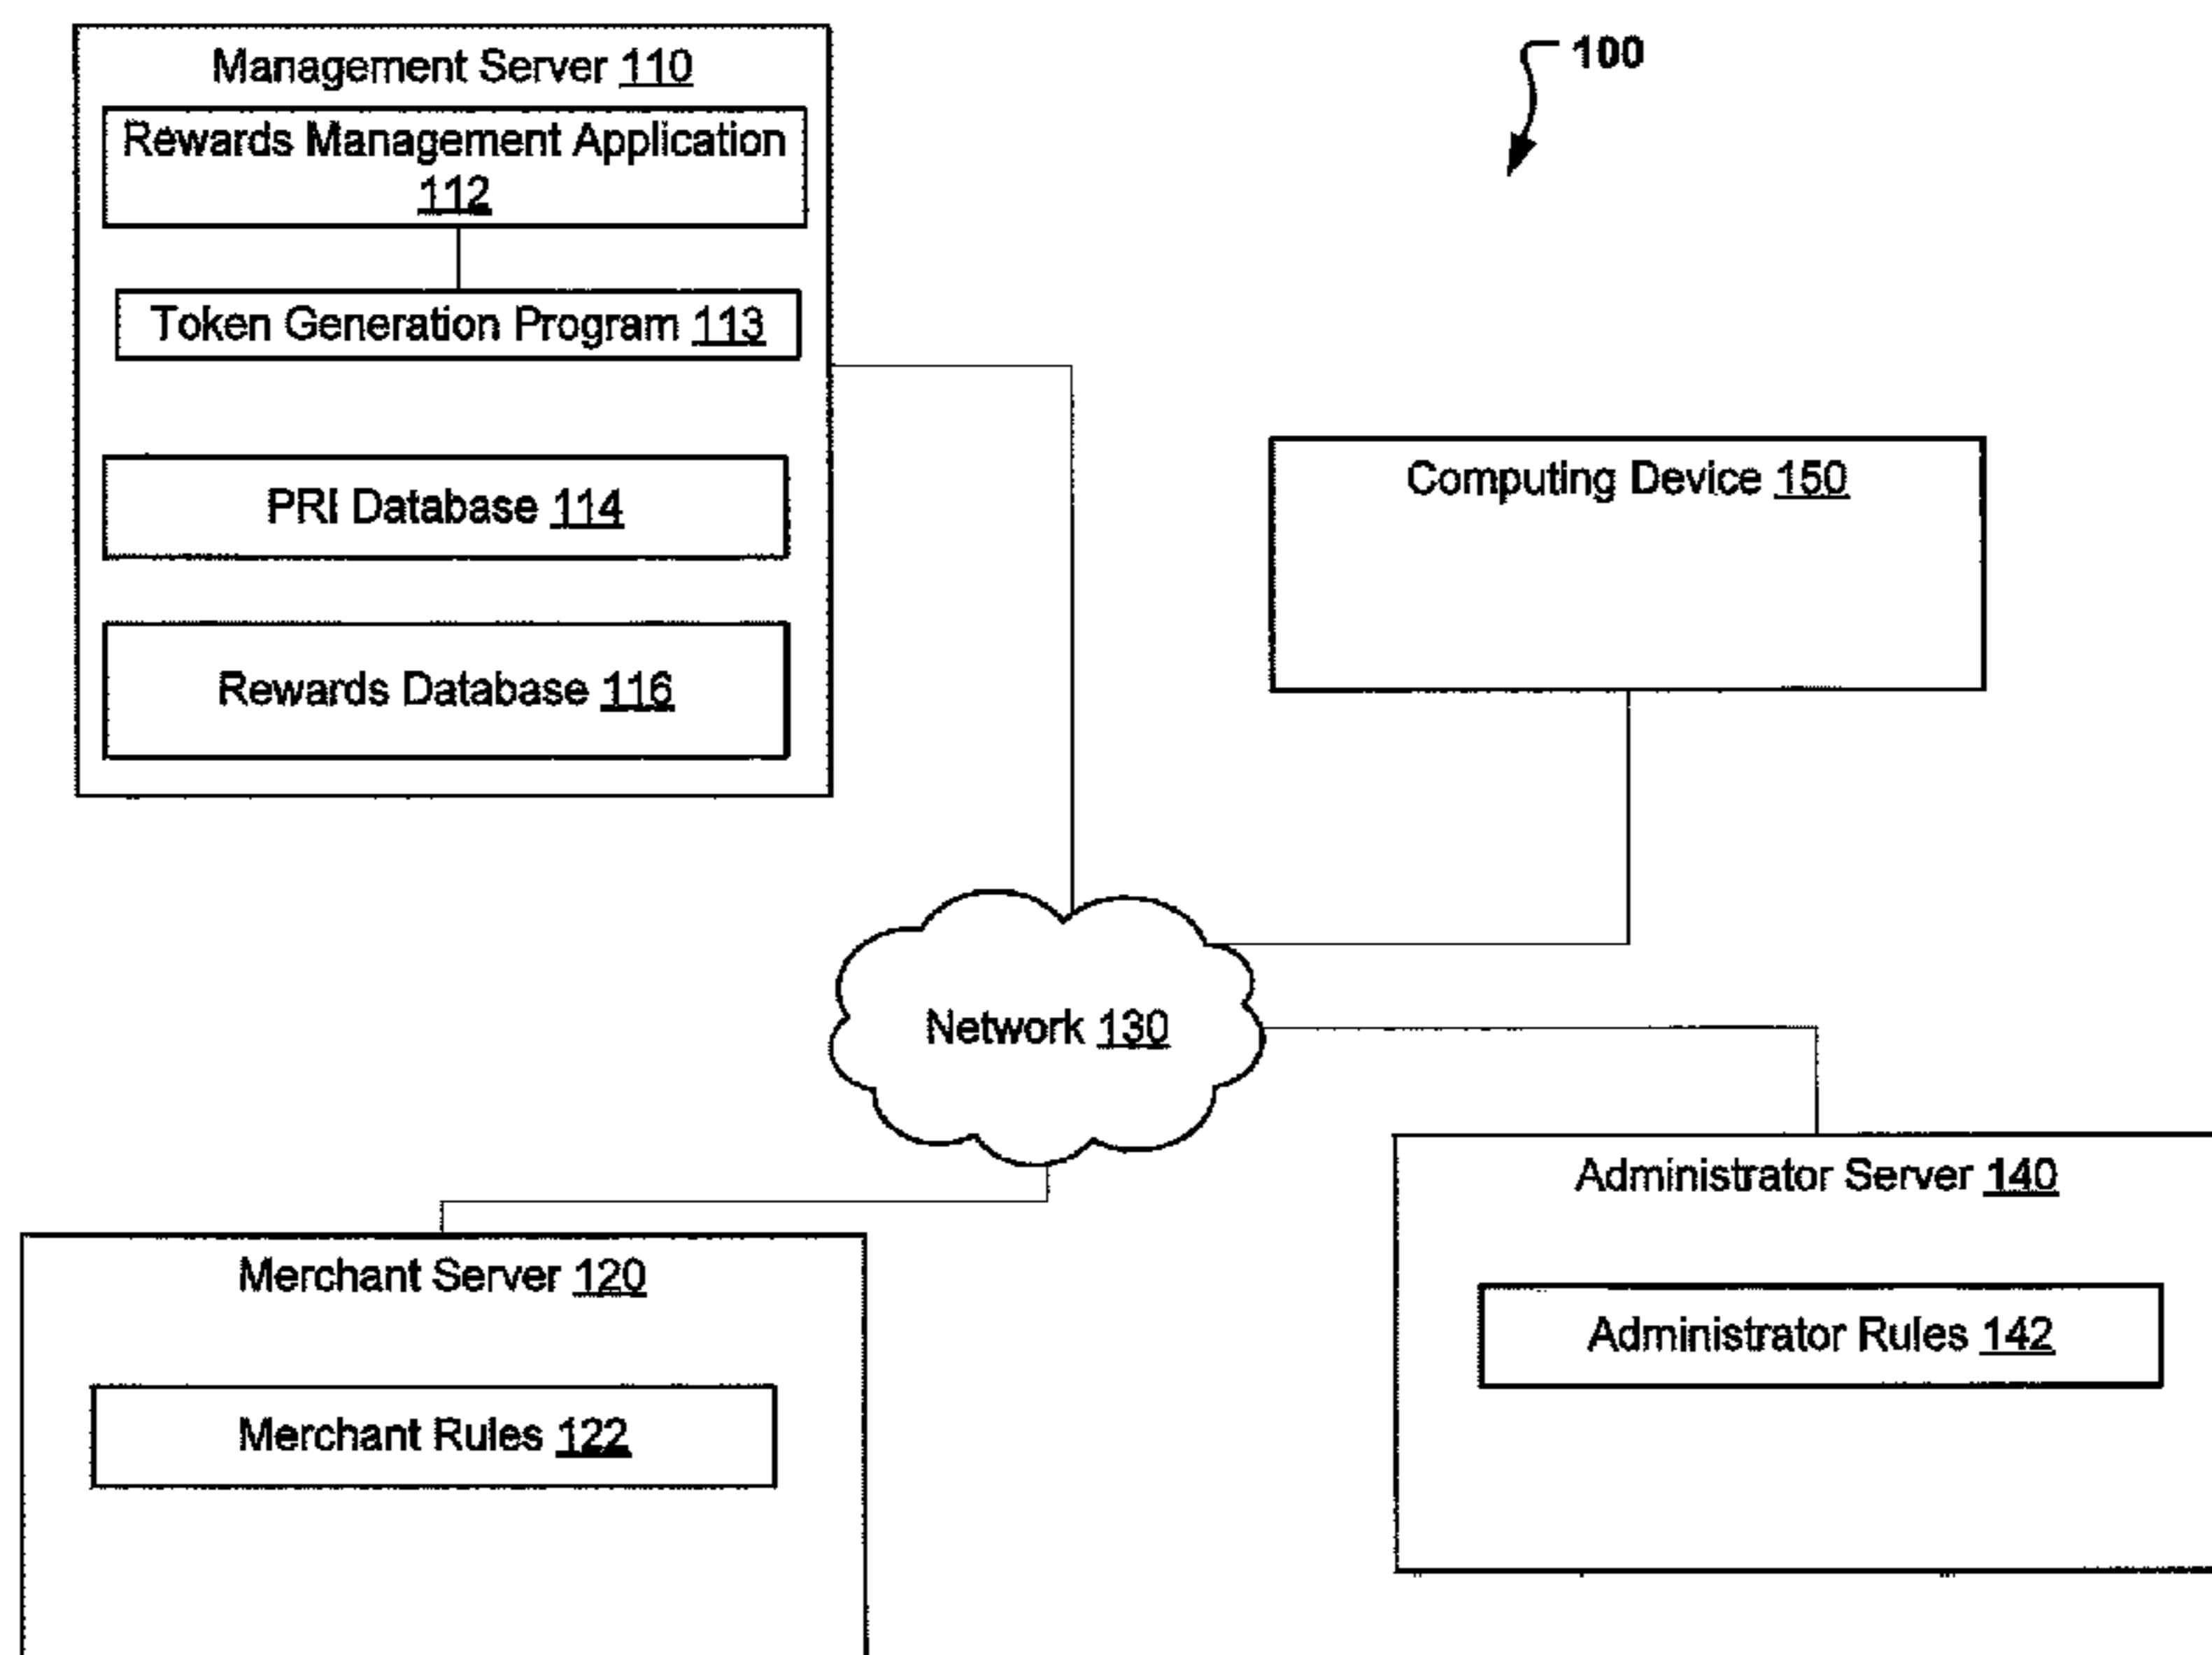 Management Server 110
100
Rewards Management Application
112
Token Generation Program 113
PRI Database 114
Computing Device 150
Rewards Database 116
Network 130
Administrator Server 140
Merchant Server 120
Administrator Rules 142
Merchant Rules 122